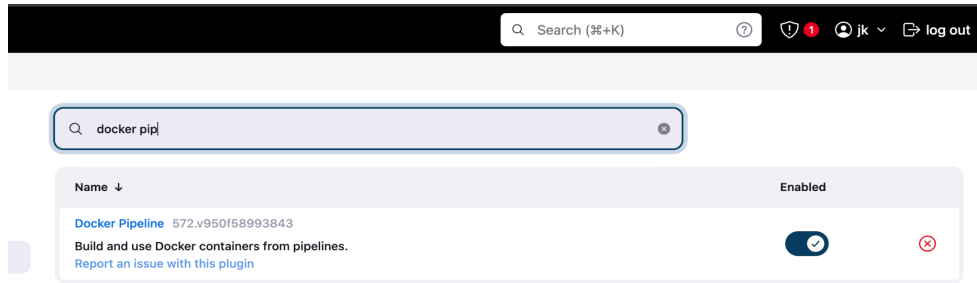 Search (⌘+K)
1
jk
log out
docker pip
Name ↓
Enabled
Docker Pipeline 572.v950f58993843
Build and use Docker containers from pipelines.
Report an issue with this plugin